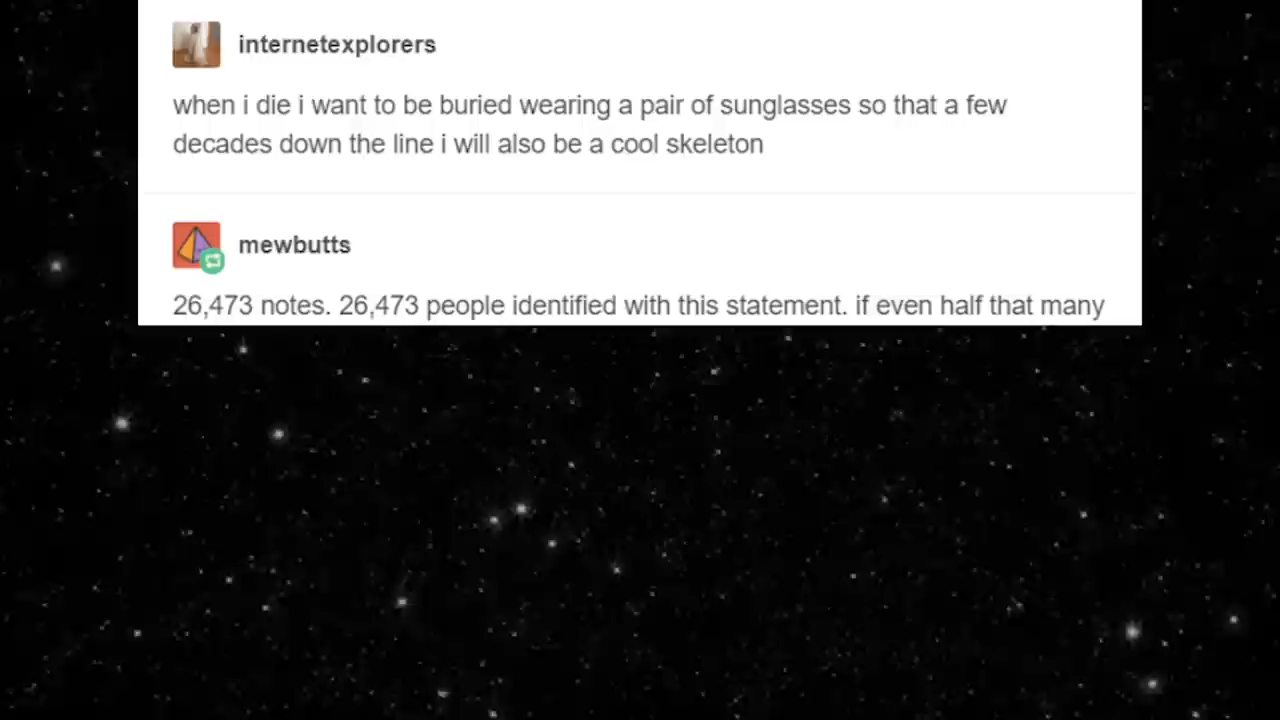 internetexplorers
when i die i want to be buried wearing a pair of sunglasses so that a few
decades down the line i will also be a cool skeleton
mewbutts
26,473 notes. 26,473 people identified with this statement. if even half that many